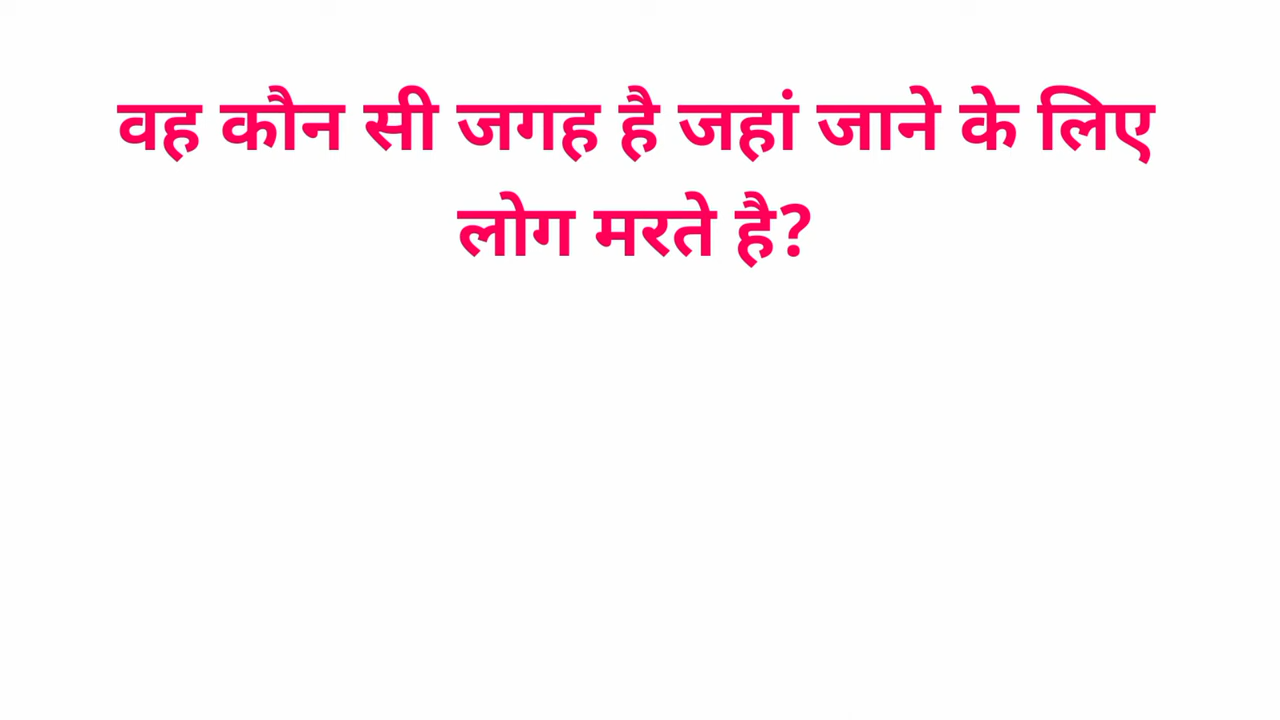 वह कौन सी जगह है जहां जाने के लिए
लोग मरते है?